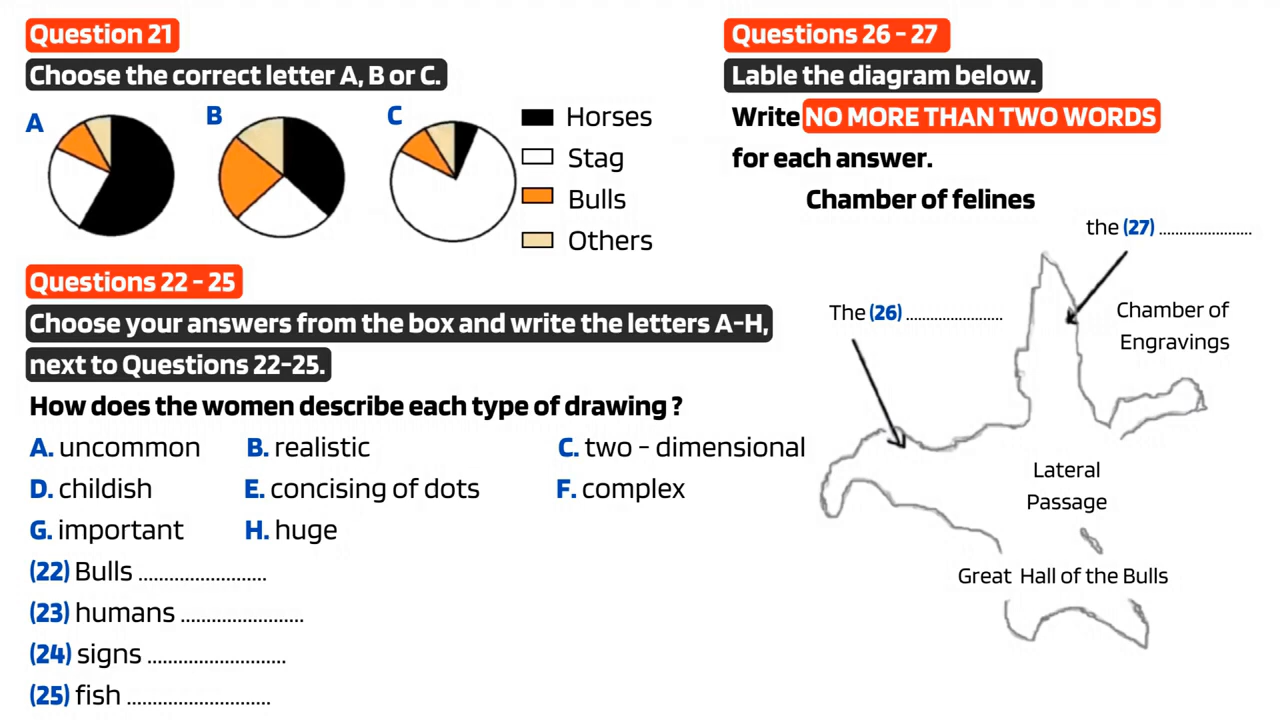 Question 21
Choose the correct letter A, B or C.
A
B
C
Horses
Stag
Bulls
Others
Questions 22 - 25
Choose your answers from the box and write the letters A-H,
next to Questions 22-25.
How does the women describe each type of drawing ?
A. uncommon B. realistic C. two - dimensional
D. childish E. concising of dots F. complex
G. important H. huge
(22) Bulls .........................
(23) humans ........................
(24) signs ...........................
(25) fish ............................
Questions 26 - 27
Lable the diagram below.
Write NO MORE THAN TWO WORDS
for each answer.
Chamber of felines
the (27) .......................
The (26) .......................
Chamber of
Engravings
Lateral
Passage
Great Hall of the Bulls